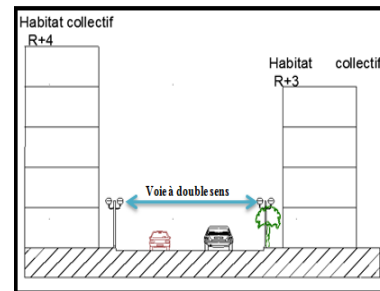 Habitat collectif
R+4
Habitat collectif
R+3
Voie à double sens